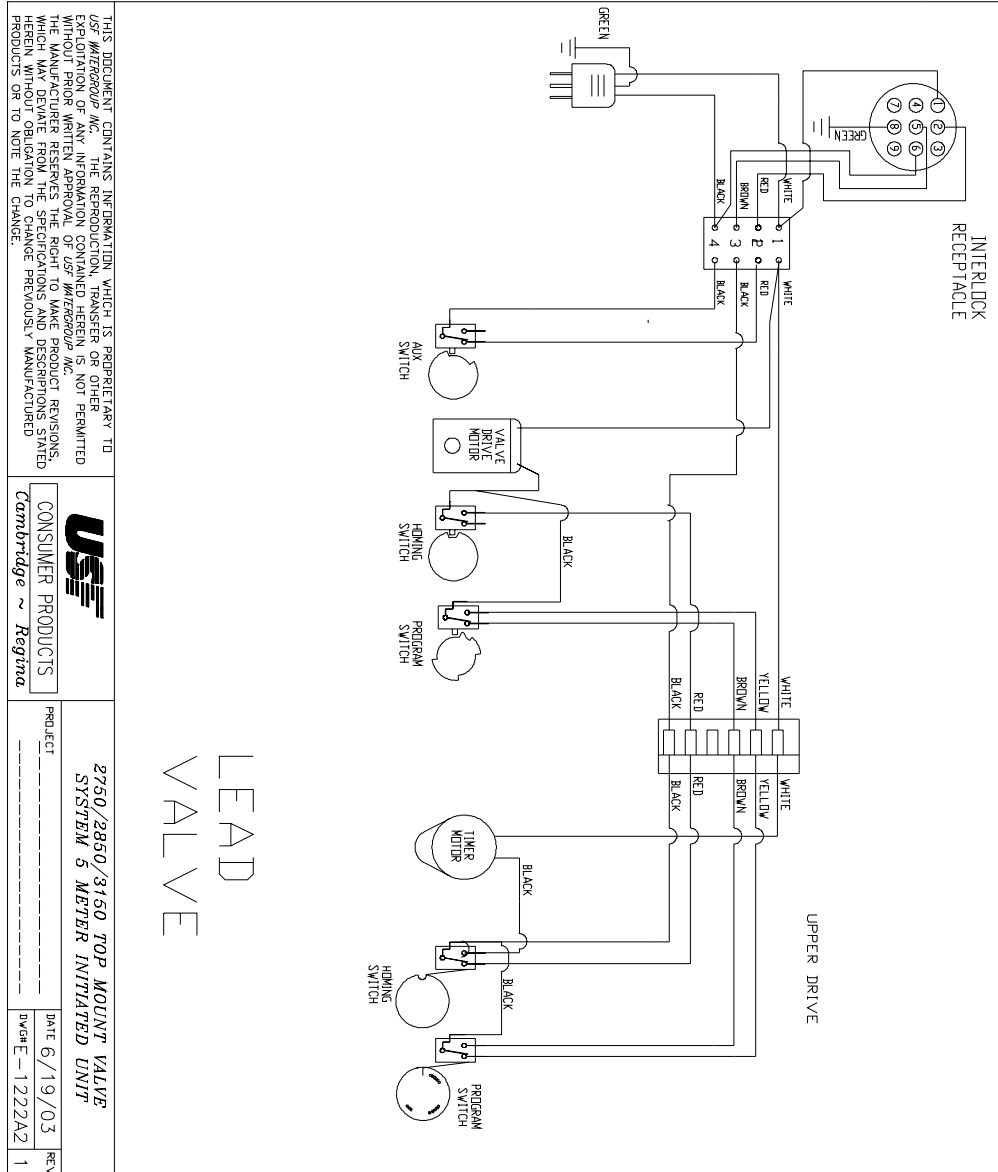 INTERLOCK
RECEPTACLE
1
2
3
4
5
6
7
8
9
GREEN
GREEN
WHITE
RED
BROWN
BLACK
1
2
3
4
WHITE
RED
BLACK
BLACK
AUX
SWITCH
VALVE
DRIVE
MOTOR
HOMING
SWITCH
BLACK
PROGRAM
SWITCH
WHITE
YELLOW
BROWN
RED
BLACK
WHITE
YELLOW
BROWN
RED
BLACK
UPPER DRIVE
TIMER
MOTOR
BLACK
HOMING
SWITCH
BLACK
PROGRAM
SWITCH
LEAD
VALVE
THIS DOCUMENT CONTAINS INFORMATION WHICH IS PROPRIETARY TO
USF WATERGROUP INC. THE REPRODUCTION, TRANSFER OR OTHER
EXPLOITATION OF ANY INFORMATION CONTAINED HEREIN IS NOT PERMITTED
WITHOUT PRIOR WRITTEN APPROVAL OF USF WATERGROUP INC.
THE MANUFACTURER RESERVES THE RIGHT TO MAKE PRODUCT REVISIONS,
WHICH MAY DEVIATE FROM THE SPECIFICATIONS AND DESCRIPTIONS STATED
HEREIN WITHOUT OBLIGATION TO CHANGE PREVIOUSLY MANUFACTURED
PRODUCTS OR TO NOTE THE CHANGE.
USF
CONSUMER PRODUCTS
Cambridge ~ Regina
2750/2850/3150 TOP MOUNT VALVE
SYSTEM 5 METER INITIATED UNIT
PROJECT
DATE 6/19/03
REV
DWG# E-1222A2
1